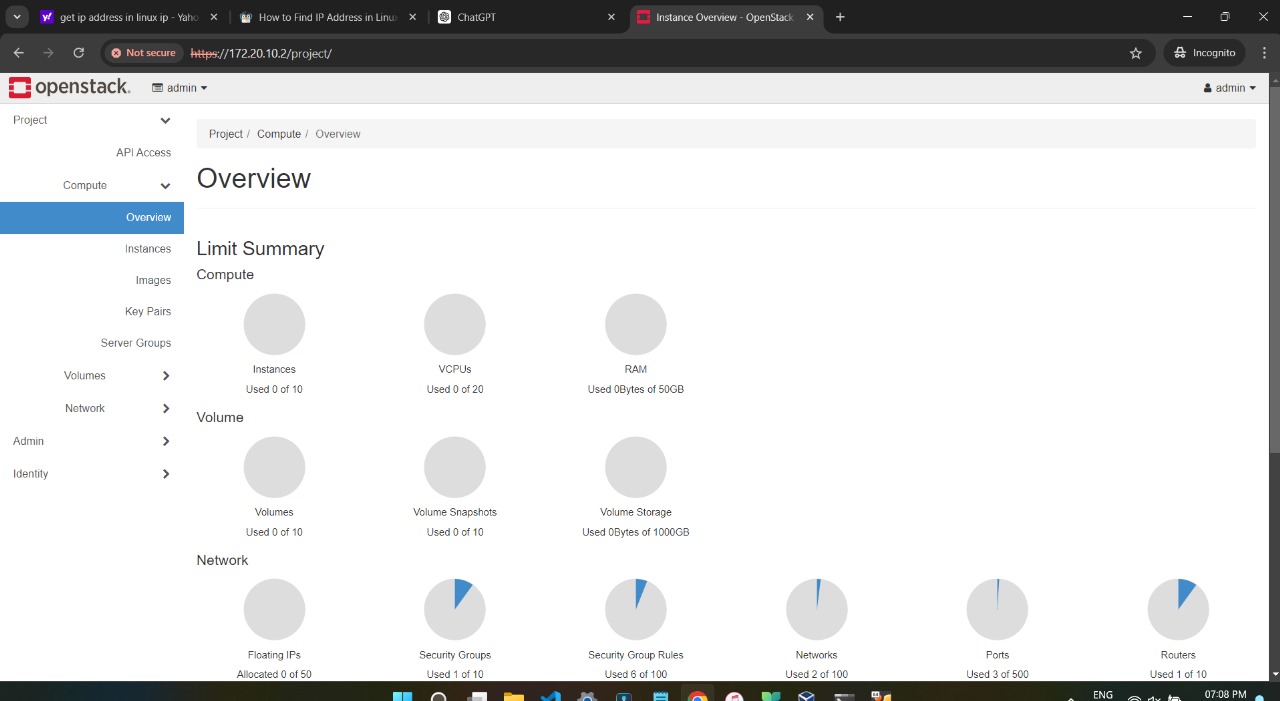 get ip address in linux ip - Yaho
How to Find IP Address in Linu
ChatGPT
Instance Overview - OpenStack
Not secure
https://172.20.10.2/project/
Incognito
openstack.
admin
admin
Project
API Access
Compute
Overview
Instances
Images
Key Pairs
Server Groups
Volumes
Network
Admin
Identity
Project / Compute / Overview
Overview
Limit Summary
Compute
Instances
VCPUs
RAM
Used 0 of 10
Used 0 of 20
Used 0Bytes of 50GB
Volume
Volumes
Volume Snapshots
Volume Storage
Used 0 of 10
Used 0 of 10
Used 0Bytes of 1000GB
Network
Floating IPs
Security Groups
Security Group Rules
Networks
Ports
Routers
Allocated 0 of 50
Used 1 of 10
Used 6 of 100
Used 2 of 100
Used 3 of 500
Used 1 of 10
ENG
07:08 PM